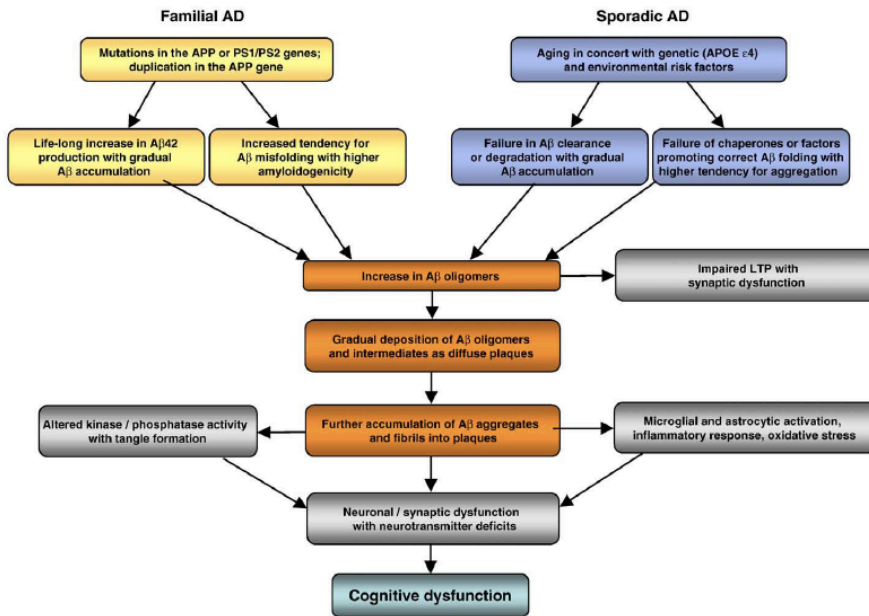 Familial AD
Sporadic AD
Mutations in the APP or PS1/PS2 genes;
duplication in the APP gene
Aging in concert with genetic (APOE ε4)
and environmental risk factors
Life-long increase in Aβ42
production with gradual
Aβ accumulation
Increased tendency for
Aβ misfolding with higher
amyloidogenicity
Failure in Aβ clearance
or degradation with gradual
Aβ accumulation
Failure of chaperones or factors
promoting correct Aβ folding with
higher tendency for aggregation
Increase in Aβ oligomers
Impaired LTP with
synaptic dysfunction
Gradual deposition of Aβ oligomers
and intermediates as diffuse plaques
Altered kinase / phosphatase activity
with tangle formation
Further accumulation of Aβ aggregates
and fibrils into plaques
Microglial and astrocytic activation,
inflammatory response, oxidative stress
Neuronal / synaptic dysfunction
with neurotransmitter deficits
Cognitive dysfunction